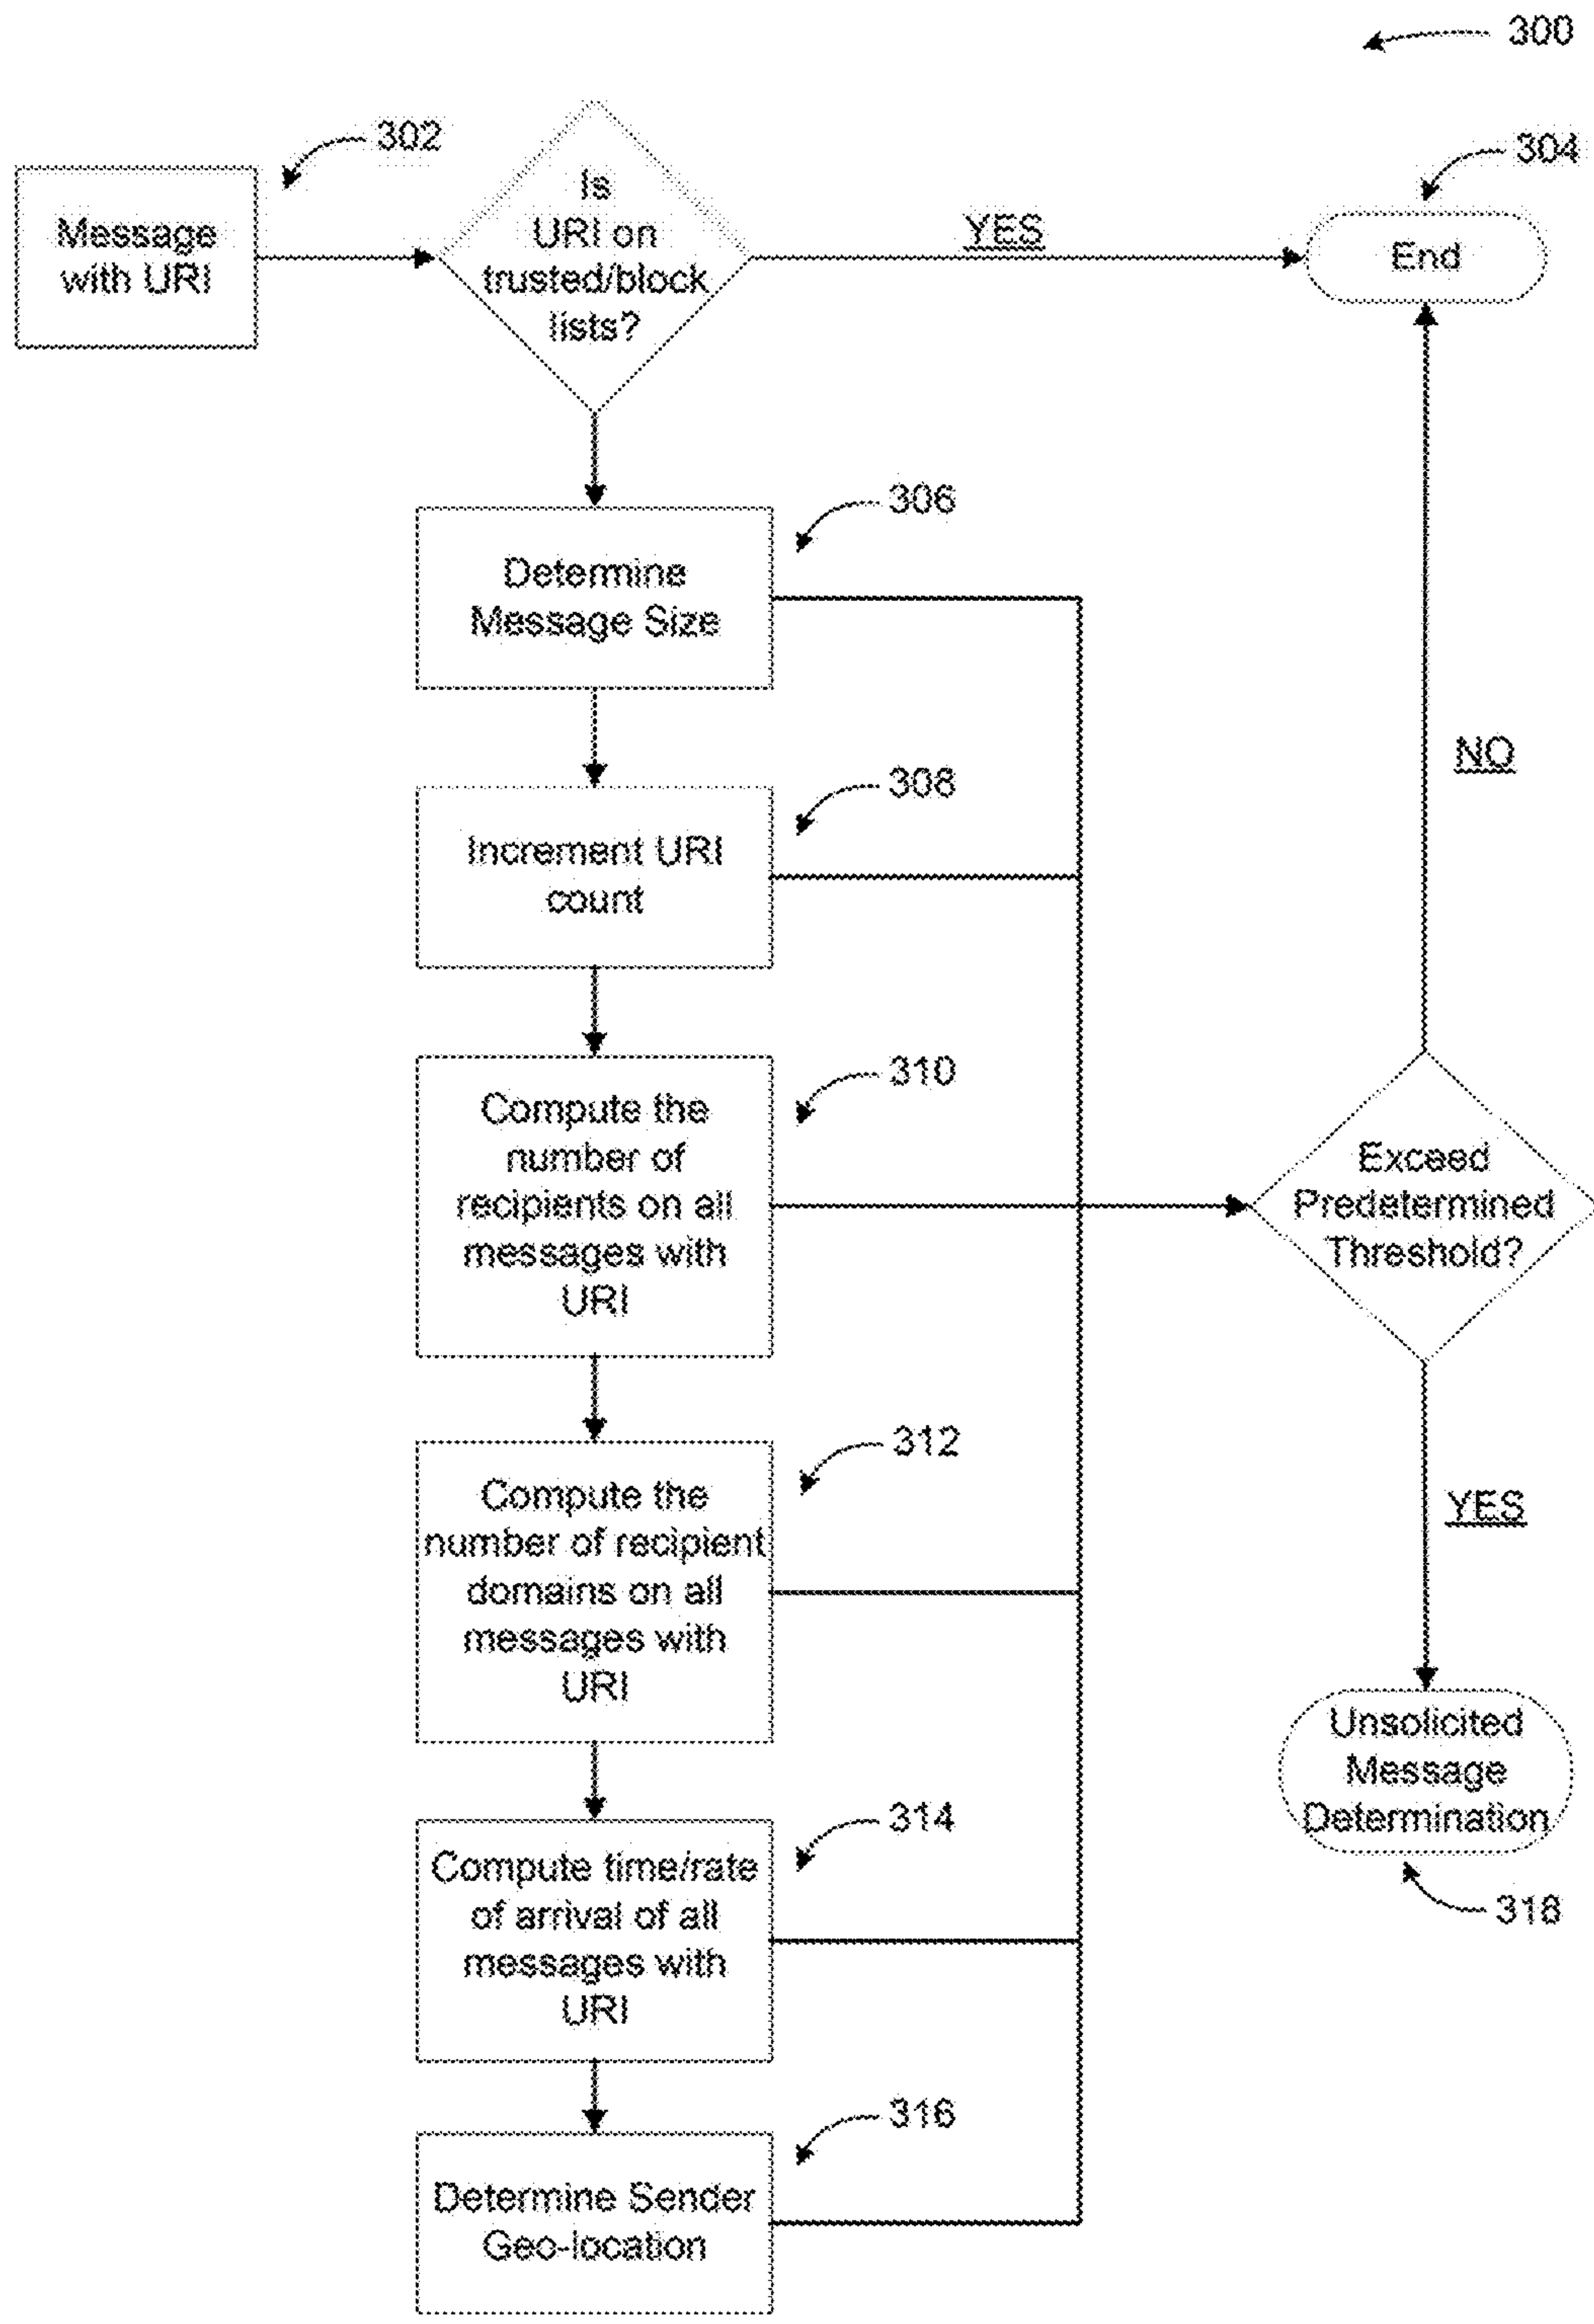 300
302
304
Message
with URI
Is
URI on
trusted/block
lists?
YES
End
306
Determine
Message Size
308
Increment URI
count
NO
310
Compute the
number of
recipients on all
messages with
URI
Exceed
Predetermined
Threshold?
312
Compute the
number of recipient
domains on all
messages with
URI
YES
Unsolicited
Message
Determination
318
314
Compute time/rate
of arrival of all
messages with
URI
316
Determine Sender
Geo-location